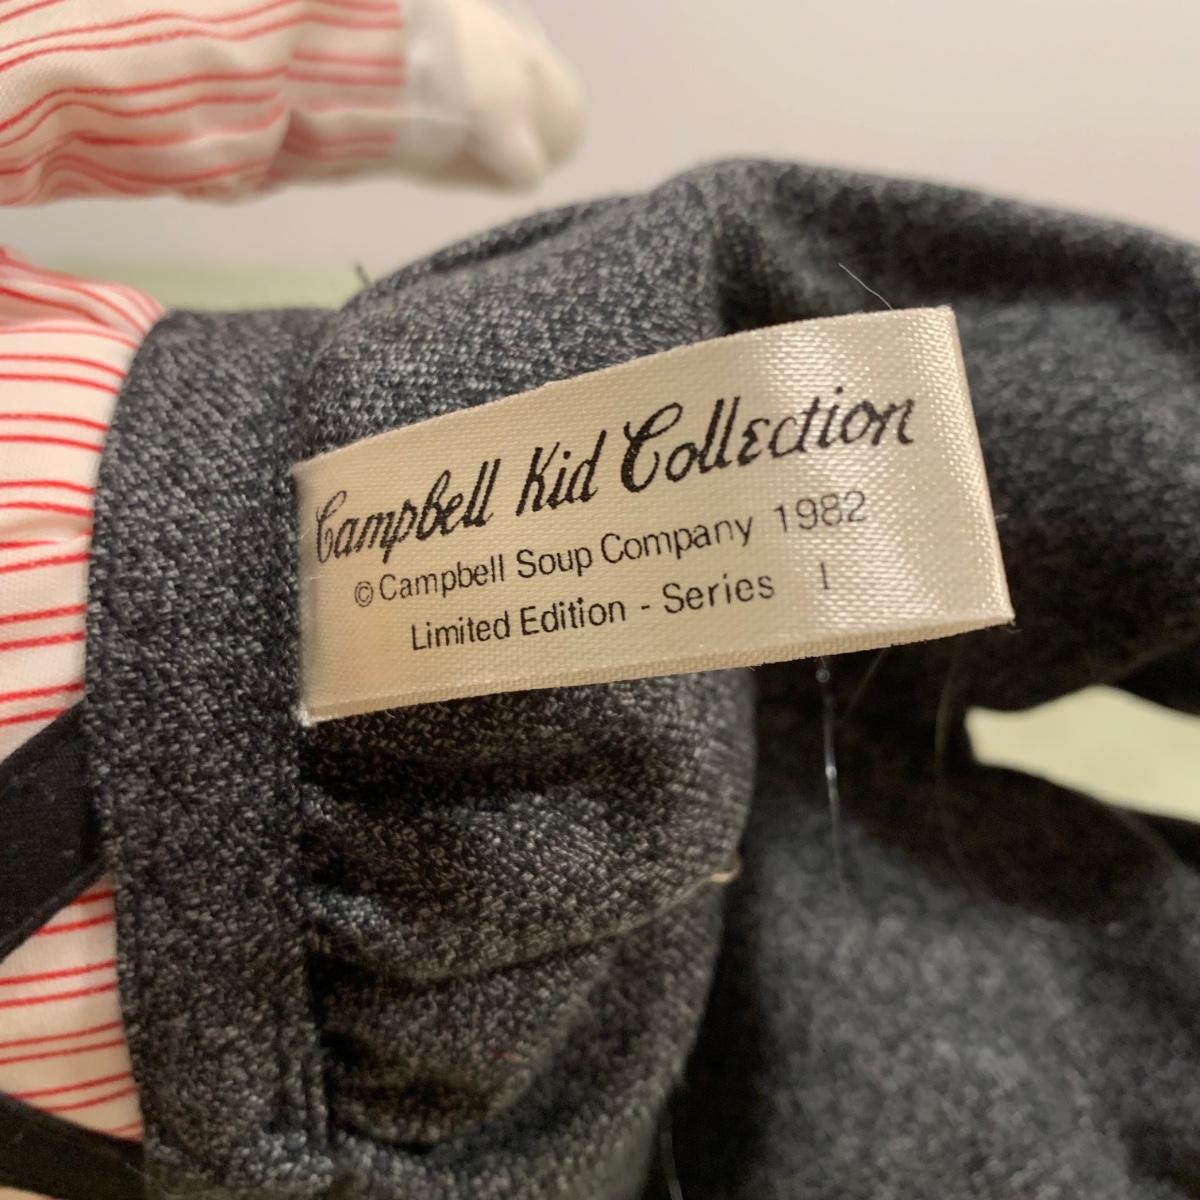 Campbell Kid Collection
©Campbell Soup Company 1982
Limited Edition - Series I